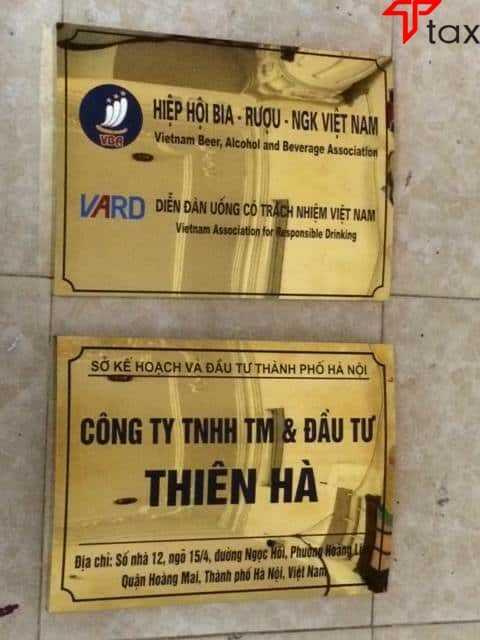 tax
VBA
HIỆP HỘI BIA - RƯỢU - NGK VIỆT NAM
Vietnam Beer, Alcohol and Beverage Association
VARD
DIỄN ĐÀN UỐNG CÓ TRÁCH NHIỆM VIỆT NAM
Vietnam Association for Responsible Drinking
SỞ KẾ HOẠCH VÀ ĐẦU TƯ THÀNH PHỐ HÀ NỘI
CÔNG TY TNHH TM & ĐẦU TƯ
THIÊN HÀ
Địa chỉ: Số nhà 12, ngõ 15/4, đường Ngọc Hồi, Phường Hoàng
Quận Hoàng Mai, Thành phố Hà Nội, Việt Nam